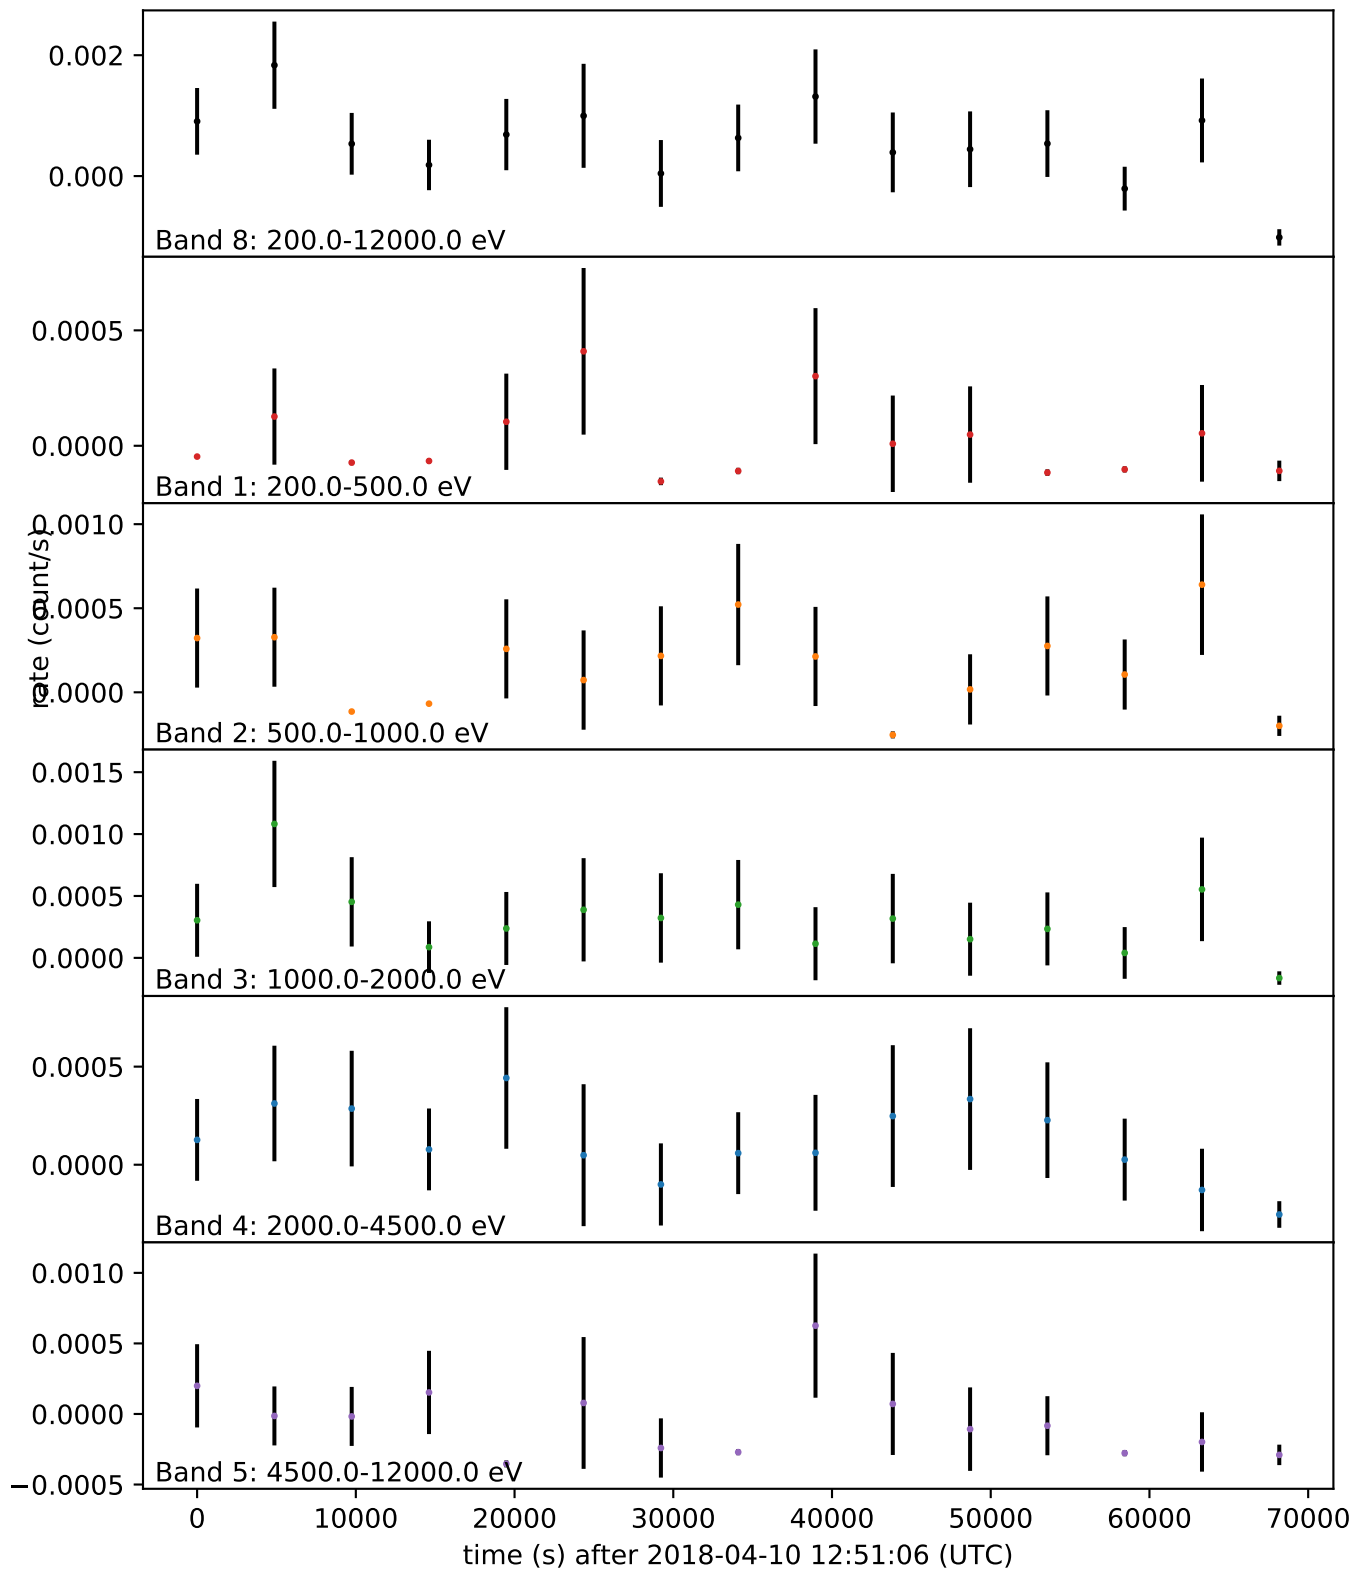 0.002
0.000
Band 8: 200.0-12000.0 eV
0.0005
0.0000
Band 1: 200.0-500.0 eV
rate (count/s)
0.0010
0.0005
0.0000
Band 2: 500.0-1000.0 eV
0.0015
0.0010
0.0005
0.0000
Band 3: 1000.0-2000.0 eV
0.0005
0.0000
Band 4: 2000.0-4500.0 eV
0.0010
0.0005
0.0000
−0.0005
Band 5: 4500.0-12000.0 eV
0 10000 20000 30000 40000 50000 60000 70000
time (s) after 2018-04-10 12:51:06 (UTC)